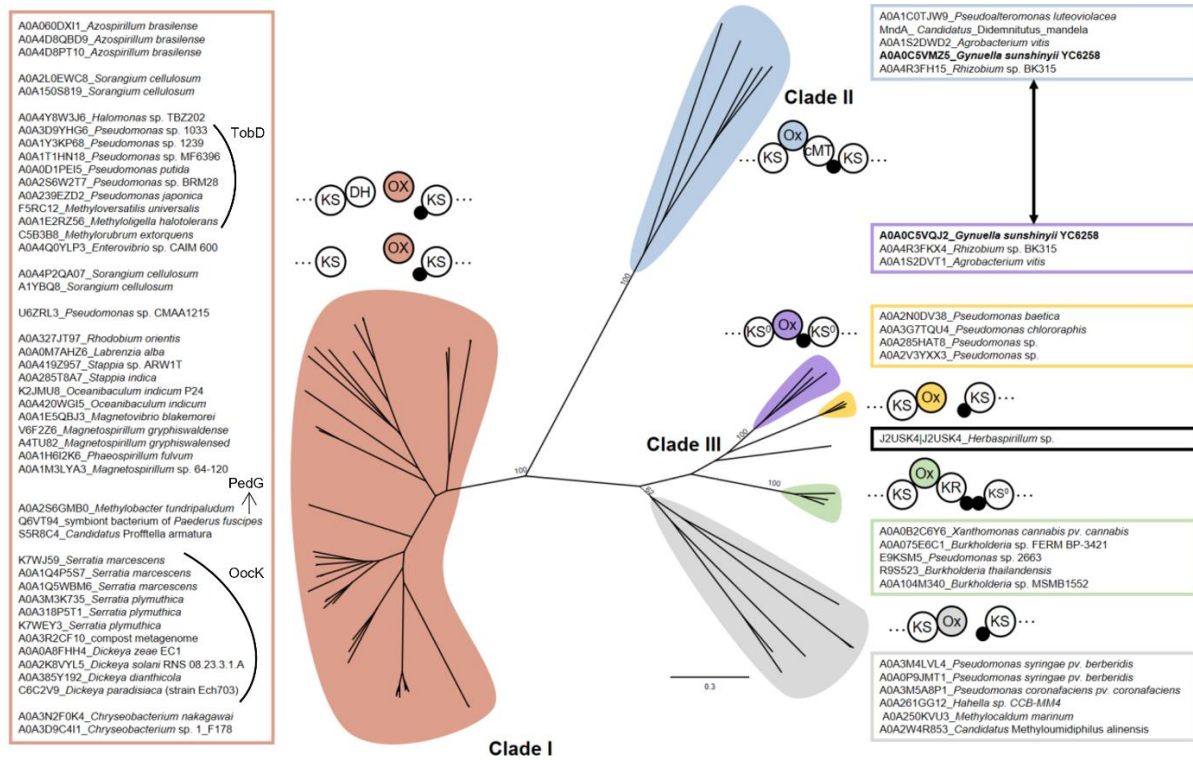 A0A060DXI1_Azospirillum brasilense
A0A4D8QBD9_Azospirillum brasilense
A0A4D8PT10_Azospirillum brasilense
A0A2L0EWC8_Sorangium cellulosum
A0A150S819_Sorangium cellulosum
A0A4Y8W3J6_Halomonas sp. TBZ202
A0A3D9YHG6_Pseudomonas sp. 1033
A0A1Y3KP68_Pseudomonas sp. 1239
A0A1T1HN18_Pseudomonas sp. MF6396
A0A0D1PEI5_Pseudomonas putida
A0A2S6W2T7_Pseudomonas sp. BRM28
A0A239EZD2_Pseudomonas japonica
F5RC12_Methyloversatilis universalis
A0A1E2RZ56_Methyloligella halotolerans
C5B3B8_Methylorubrum extorquens
A0A4Q0YLP3_Enterovibrio sp. CAIM 600
A0A4P2QA07_Sorangium cellulosum
A1YBQ8_Sorangium cellulosum
U6ZRL3_Pseudomonas sp. CMAA1215
A0A327JT97_Rhodobium orientis
A0A0M7AHZ6_Labrenzia alba
A0A419Z957_Stappia sp. ARW1T
A0A285T8A7_Stappia indica
K2JMU8_Oceanibaculum indicum P24
A0A420WGI5_Oceanibaculum indicum
A0A1E5QBJ3_Magnetovibrio blakemorei
V6F2Z6_Magnetospirillum gryphiswaldense
A4TU82_Magnetospirillum gryphiswalensed
A0A1H6I2K6_Phaeospirillum fulvum
A0A1M3LYA3_Magnetospirillum sp. 64-120
PedG
A0A2S6GMB0_Methylobacter tundripaludum
Q6VT94_symbiont bacterium of Paederus fuscipes
S5R8C4_Candidatus Profftella armatura
K7WJ59_Serratia marcescens
A0A1Q4P5S7_Serratia marcescens
A0A1Q5WBM6_Serratia marcescens
A0A3M3K735_Serratia plymuthica
A0A318P5T1_Serratia plymuthica
K7WEY3_Serratia plymuthica
A0A3R2CF10_compost metagenome
A0A0A8FHH4_Dickeya zeae EC1
A0A2K8VYL5_Dickeya solani RNS 08.23.3.1.A
A0A385Y192_Dickeya dianthicola
C6C2V9_Dickeya paradisiaca (strain Ech703)
A0A3N2F0K4_Chryseobacterium nakagawai
A0A3D9C4I1_Chryseobacterium sp. 1_F178
TobD
OocK
... KS DH OX KS ...
... KS OX KS ...
Clade I
100
100
100
62
100
0.3
Clade II
... KS Ox cMT KS ...
A0A1C0TJW9_Pseudoalteromonas luteoviolacea
MndA_Candidatus_Didemnitutus_mandela
A0A1S2DWD2_Agrobacterium vitis
A0A0C5VMZ5_Gynuella sunshinyii YC6258
A0A4R3FH15_Rhizobium sp. BK315
A0A0C5VQJ2_Gynuella sunshinyii YC6258
A0A4R3FKX4_Rhizobium sp. BK315
A0A1S2DVT1_Agrobacterium vitis
... KS⁰ Ox KS⁰ ...
Clade III
A0A2N0DV38_Pseudomonas baetica
A0A3G7TQU4_Pseudomonas chlororaphis
A0A285HAT8_Pseudomonas sp.
A0A2V3YXX3_Pseudomonas sp.
... KS Ox KS ...
J2USK4|J2USK4_Herbaspirillum sp.
... KS Ox KR KS⁰ ...
A0A0B2C6Y6_Xanthomonas cannabis pv. cannabis
A0A075E6C1_Burkholderia sp. FERM BP-3421
E9KSM5_Pseudomonas sp. 2663
R9S523_Burkholderia thailandensis
A0A104M340_Burkholderia sp. MSMB1552
... KS Ox KS ...
A0A3M4LVL4_Pseudomonas syringae pv. berberidis
A0A0P9JMT1_Pseudomonas syringae pv. berberidis
A0A3M5A8P1_Pseudomonas coronafaciens pv. coronafaciens
A0A261GG12_Hahella sp. CCB-MM4
A0A250KVU3_Methylocaldum marinum
A0A2W4R853_Candidatus Methyloumidiphilus alinensis